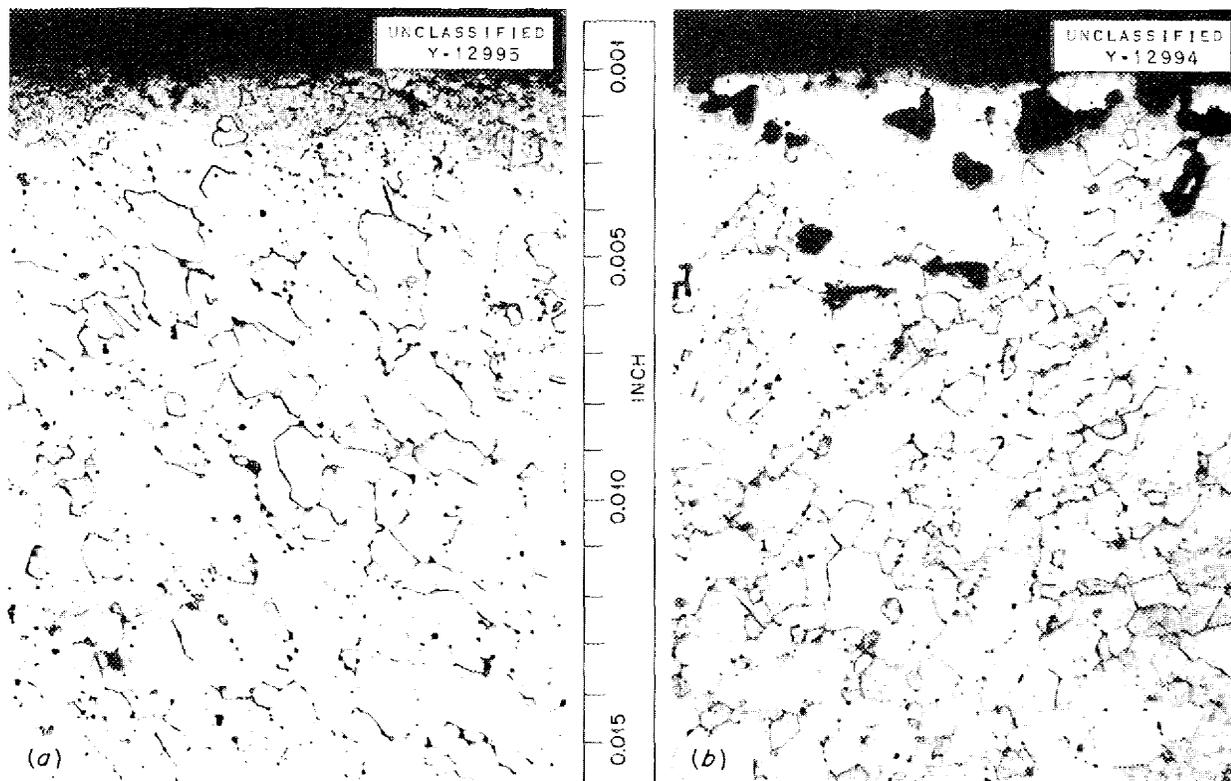 UNCLASSIFIED
Y-12995
(a)
0.001
0.005
INCH
0.010
0.015
UNCLASSIFIED
Y-12994
(b)